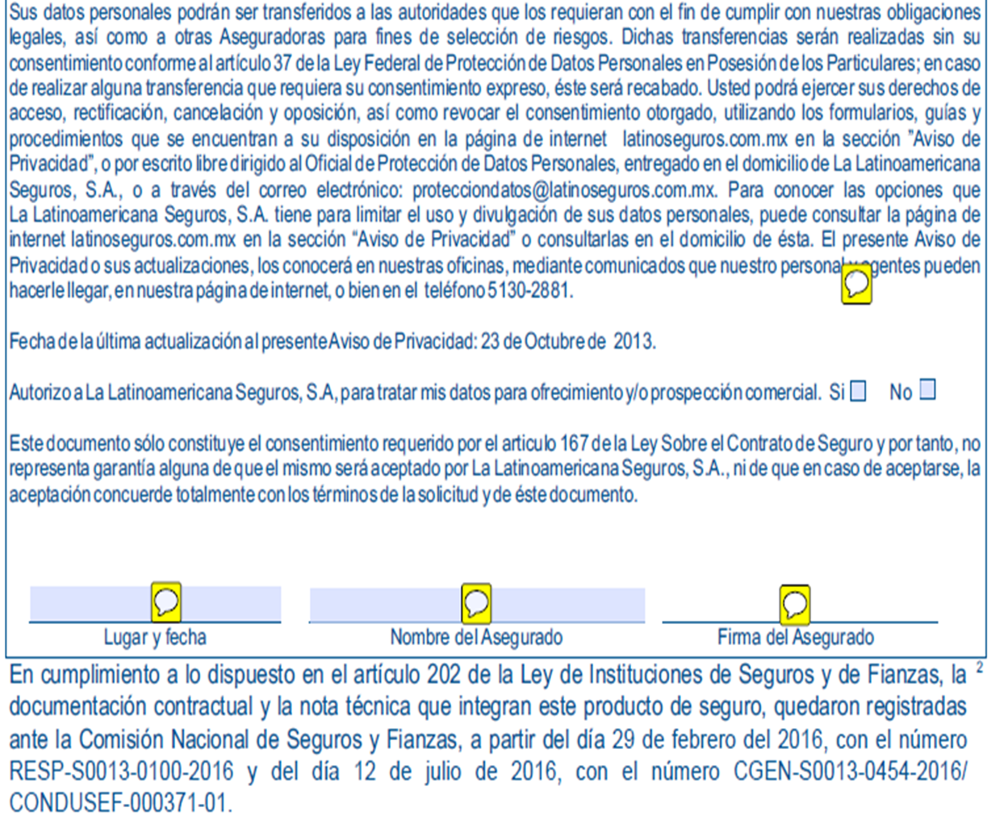 Sus datos personales podrán ser transferidos a las autoridades que los requieran con el fin de cumplir con nuestras obligaciones
legales, así como a otras Aseguradoras para fines de selección de riesgos. Dichas transferencias serán realizadas sin su
consentimiento conforme al artículo 37 de la Ley Federal de Protección de Datos Personales en Posesión de los Particulares; en caso
de realizar alguna transferencia que requiera su consentimiento expreso, éste será recabado. Usted podrá ejercer sus derechos de
acceso, rectificación, cancelación y oposición, así como revocar el consentimiento otorgado, utilizando los formularios, guías y
procedimientos que se encuentran a su disposición en la página de internet latinoseguros.com.mx en la sección ”Aviso de
Privacidad”, o por escrito libre dirigido al Oficial de Protección de Datos Personales, entregado en el domicilio de La Latinoamericana
Seguros, S.A., o a través del correo electrónico: protecciondatos@latinoseguros.com.mx. Para conocer las opciones que
La Latinoamericana Seguros, S.A. tiene para limitar el uso y divulgación de sus datos personales, puede consultar la página de
internet latinoseguros.com.mx en la sección “Aviso de Privacidad” o consultarlas en el domicilio de ésta. El presente Aviso de
Privacidad o sus actualizaciones, los conocerá en nuestras oficinas, mediante comunicados que nuestro personal y agentes pueden
hacerle llegar, en nuestra página de internet, o bien en el teléfono 5130-2881.
Fecha de la última actualización al presente Aviso de Privacidad: 23 de Octubre de 2013.
Autorizo a La Latinoamericana Seguros, S.A, para tratar mis datos para ofrecimiento y/o prospección comercial. Si No
Este documento sólo constituye el consentimiento requerido por el articulo 167 de la Ley Sobre el Contrato de Seguro y por tanto, no
representa garantía alguna de que el mismo será aceptado por La Latinoamericana Seguros, S.A., ni de que en caso de aceptarse, la
aceptación concuerde totalmente con los términos de la solicitud y de éste documento.
Lugar y fecha Nombre del Asegurado Firma del Asegurado
En cumplimiento a lo dispuesto en el artículo 202 de la Ley de Instituciones de Seguros y de Fianzas, la 2
documentación contractual y la nota técnica que integran este producto de seguro, quedaron registradas
ante la Comisión Nacional de Seguros y Fianzas, a partir del día 29 de febrero del 2016, con el número
RESP-S0013-0100-2016 y del día 12 de julio de 2016, con el número CGEN-S0013-0454-2016/
CONDUSEF-000371-01.